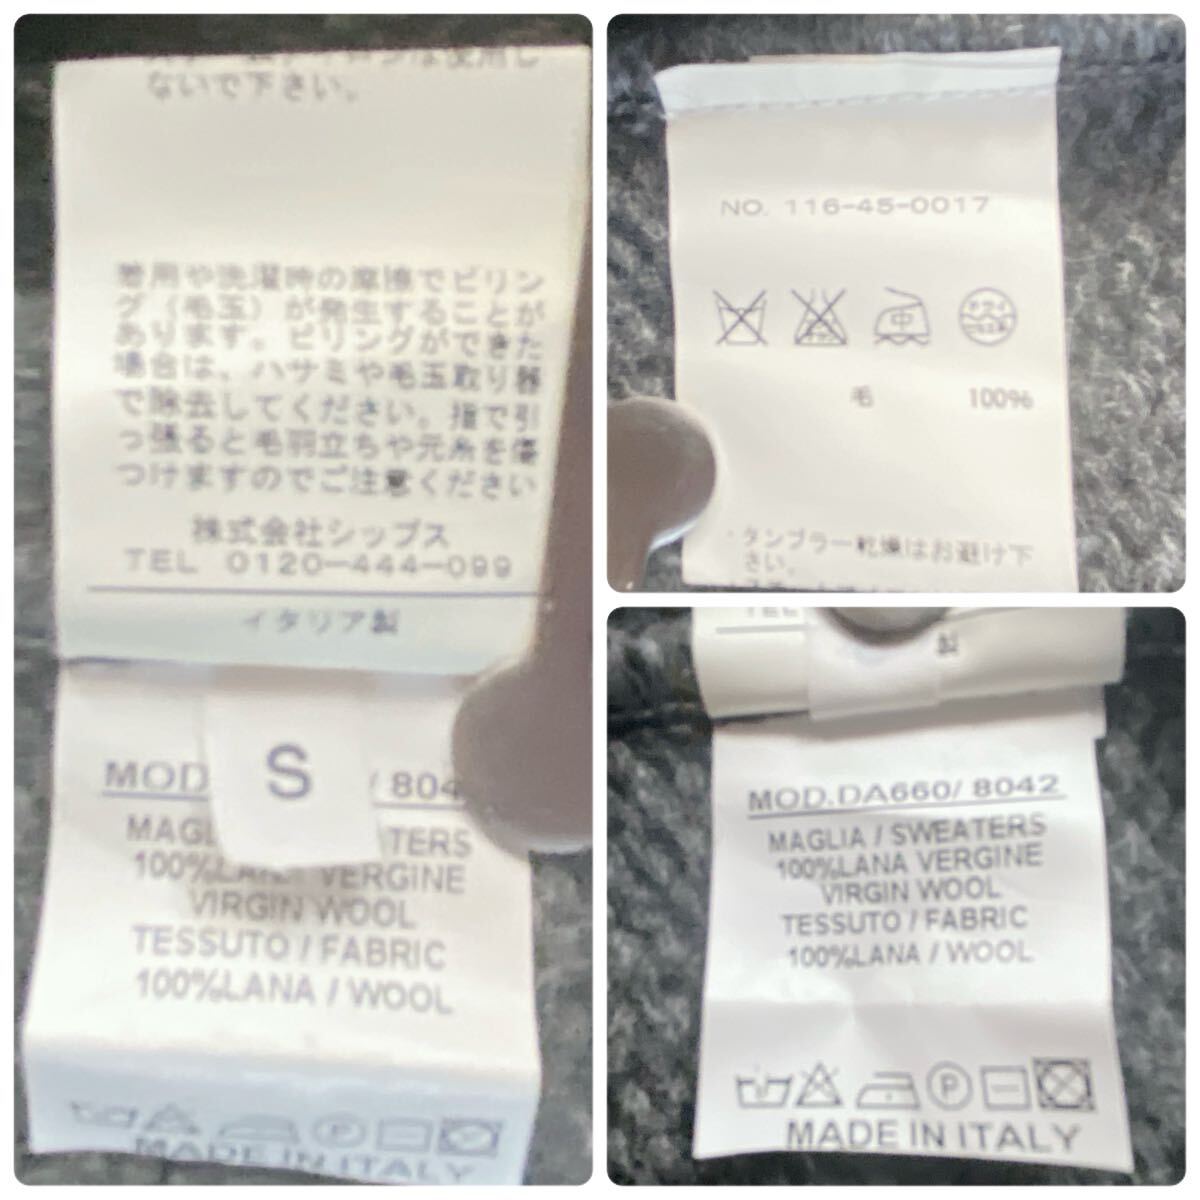 ないで下さい。
着用や洗濯時の摩擦でピリン
グ（毛玉）が発生することが
あります。ピリングができた
場合は、ハサミや毛玉取り器
で除去してください。指で引
っ張ると毛羽立ちや元糸を傷
つけますのでご注意ください
株式会社シップス
TEL 0120-444-099
イタリア製
S
MOD. / 804
MAGL TERS
100%LANA VERGINE
VIRGIN WOOL
TESSUTO / FABRIC
100%LANA / WOOL
P
MADE IN ITALY
NO. 116-45-0017
中
毛 100%
・タンブラー乾燥はお避け下
さい。
TEL
製
MOD.DA660/ 8042
MAGLIA / SWEATERS
100%LANA VERGINE
VIRGIN WOOL
TESSUTO / FABRIC
100%LANA / WOOL
P
MADE IN ITALY